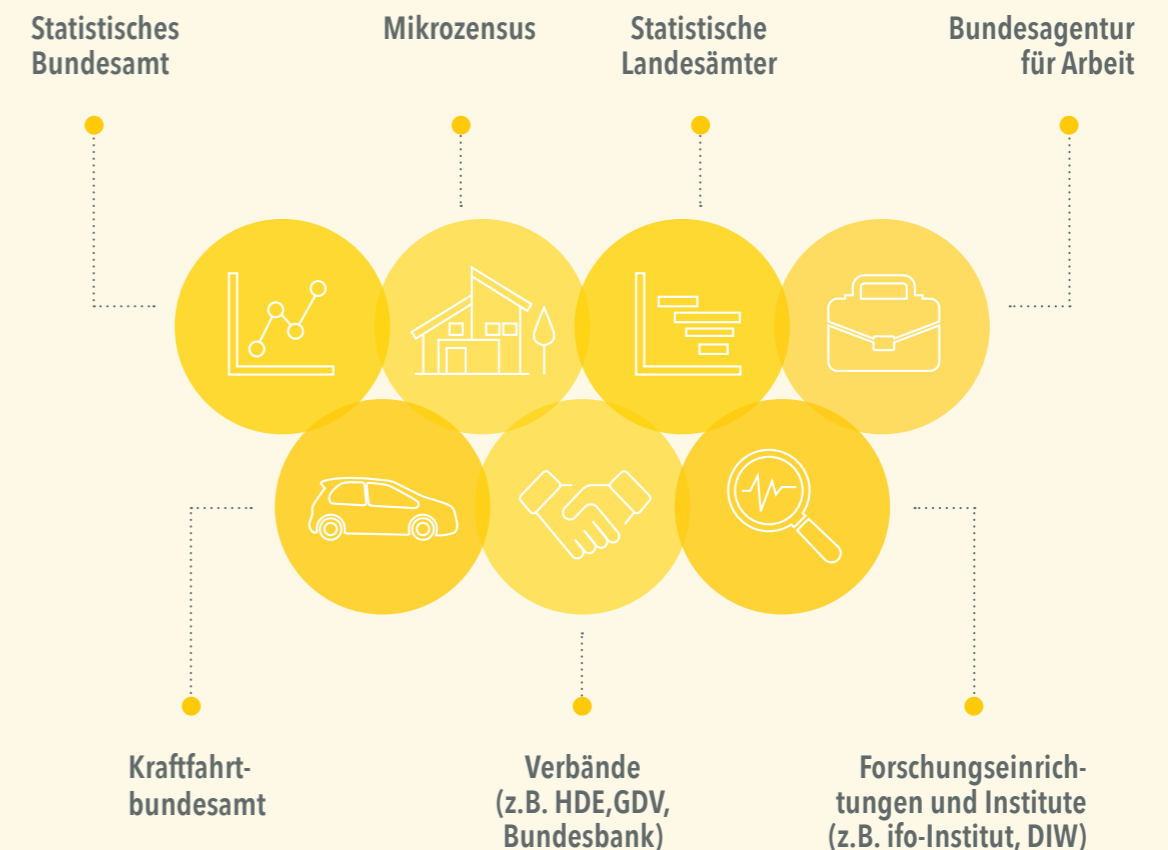 Statistisches
Bundesamt
Mikrozensus
Statistische
Landesämter
Bundesagentur
für Arbeit
Kraftfahrt-
bundesamt
Verbände
(z.B. HDE,GDV,
Bundesbank)
Forschungseinrich-
tungen und Institute
(z.B. ifo-Institut, DIW)